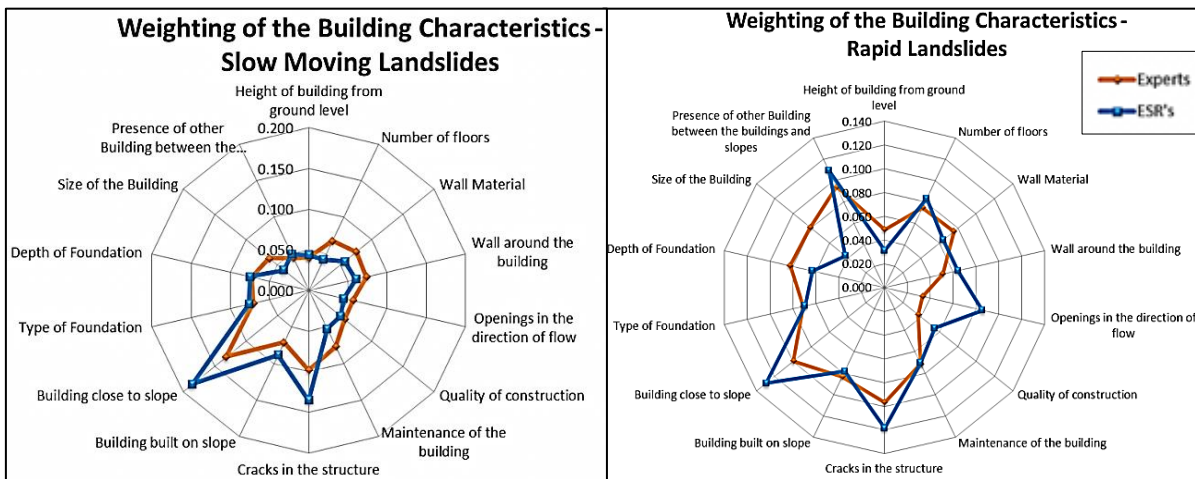 Weighting of the Building Characteristics -
Slow Moving Landslides
Height of building from
ground level
Number of floors
Wall Material
Wall around the
building
Openings in the
direction of flow
Quality of construction
Maintenance of the
building
Cracks in the structure
Building built on slope
Building close to slope
Type of Foundation
Depth of Foundation
Size of the Building
Presence of other
Building between the...
0.200
0.150
0.100
0.050
0.000
Weighting of the Building Characteristics-
Rapid Landslides
Experts
ESR's
Height of building from ground
level
Number of floors
Wall Material
Wall around the building
Openings in the direction of
flow
Quality of construction
Maintenance of the building
Cracks in the structure
Building built on slope
Building close to slope
Type of Foundation
Depth of Foundation
Size of the Building
Presence of other Building
between the buildings and
slopes
0.140
0.120
0.100
0.080
0.060
0.040
0.020
0.000